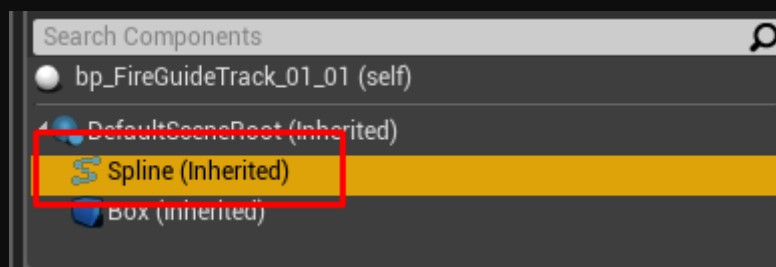 Search Components
bp_FireGuideTrack_01_01 (self)
DefaultSceneRoot (Inherited)
Spline (Inherited)
Box (Inherited)